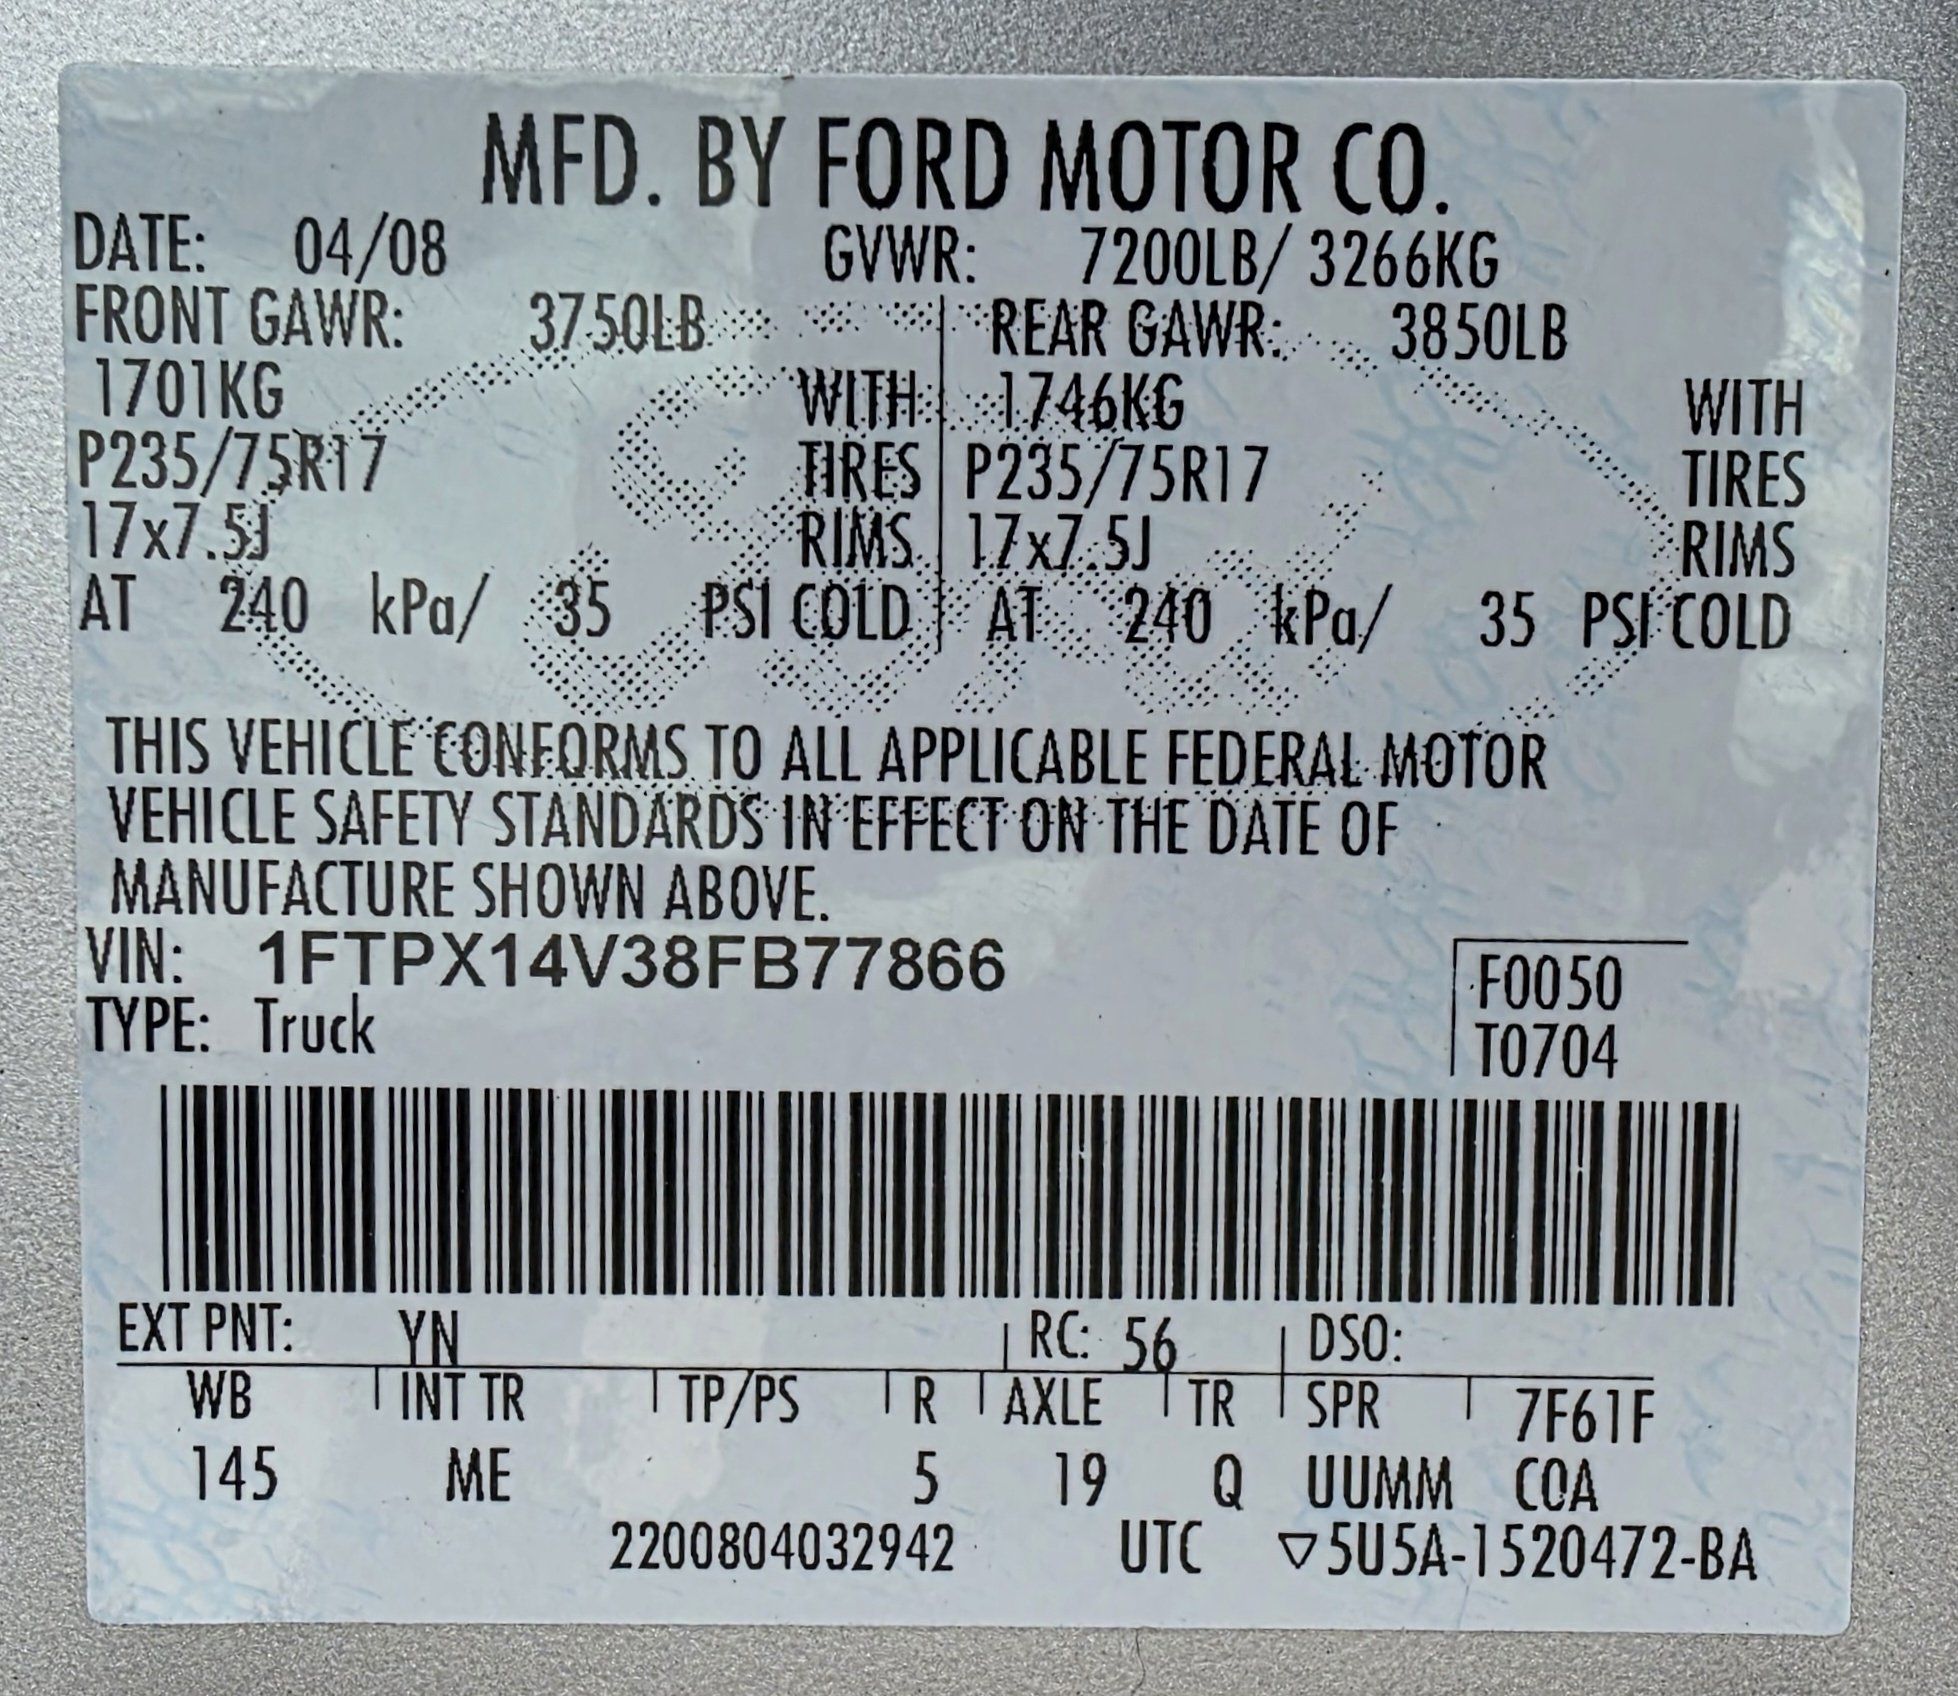 MFD. BY FORD MOTOR CO.
DATE: 04/08 GVWR: 7200LB/ 3266KG
FRONT GAWR: 3750LB REAR GAWR: 3850LB
1701KG WITH 1746KG WITH
P235/75R17 TIRES P235/75R17 TIRES
17x7.5J RIMS 17x7.5J RIMS
AT 240 kPa/ 35 PSI COLD AT 240 kPa/ 35 PSI COLD
THIS VEHICLE CONFORMS TO ALL APPLICABLE FEDERAL MOTOR
VEHICLE SAFETY STANDARDS IN EFFECT ON THE DATE OF
MANUFACTURE SHOWN ABOVE.
VIN: 1FTPX14V38FB77866 F0050
TYPE: Truck T0704
EXT PNT: YN RC: 56 DSO:
WB INT TR TP/PS R AXLE TR SPR 7F61F
145 ME 5 19 Q UUMM COA
2200804032942 UTC ▽5U5A-1520472-BA